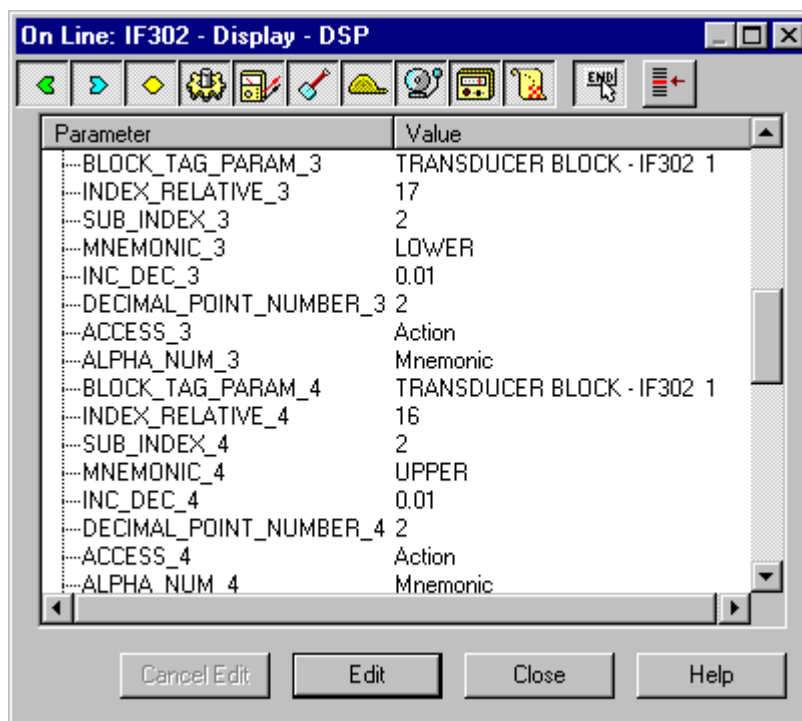 On Line: IF302 - Display - DSP
END
Parameter Value
BLOCK_TAG_PARAM_3 TRANSDUCER BLOCK - IF302 1
INDEX_RELATIVE_3 17
SUB_INDEX_3 2
MNEMONIC_3 LOWER
INC_DEC_3 0.01
DECIMAL_POINT_NUMBER_3 2
ACCESS_3 Action
ALPHA_NUM_3 Mnemonic
BLOCK_TAG_PARAM_4 TRANSDUCER BLOCK - IF302 1
INDEX_RELATIVE_4 16
SUB_INDEX_4 2
MNEMONIC_4 UPPER
INC_DEC_4 0.01
DECIMAL_POINT_NUMBER_4 2
ACCESS_4 Action
ALPHA_NUM_4 Mnemonic
Cancel Edit Edit Close Help